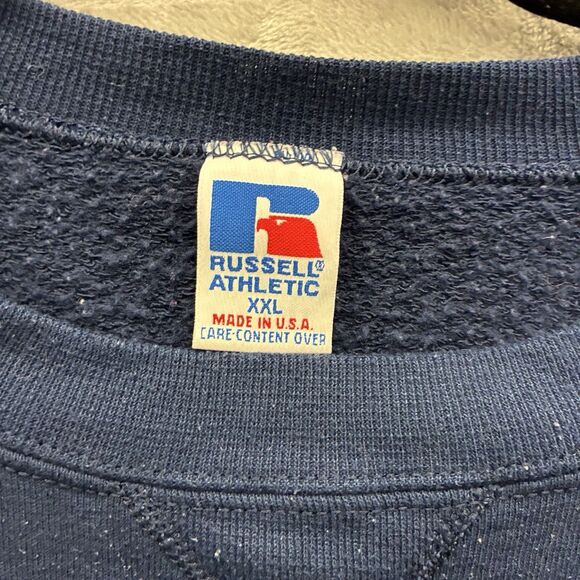 R
RUSSELL®
ATHLETIC
XXL
MADE IN U.S.A.
CARE·CONTENT OVER